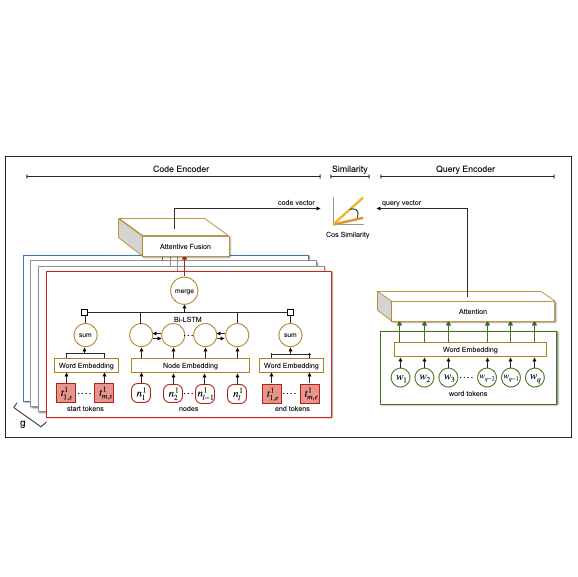 Code Encoder Similarity Query Encoder
code vector query vector
Cos Similarity
Attentive Fusion
merge
Attention
Bi-LSTM
sum sum
Word Embedding Node Embedding Word Embedding
Word Embedding
t^1_{1,s} ····· t^1_{m,s} n^1_1 n^1_2 ··· n^1_{l-1} n^1_l t^1_{1,e} ····· t^1_{m,e}
w_1 w_2 w_3 ····· w_{q-2} w_{q-1} w_q
start tokens nodes end tokens
word tokens
g